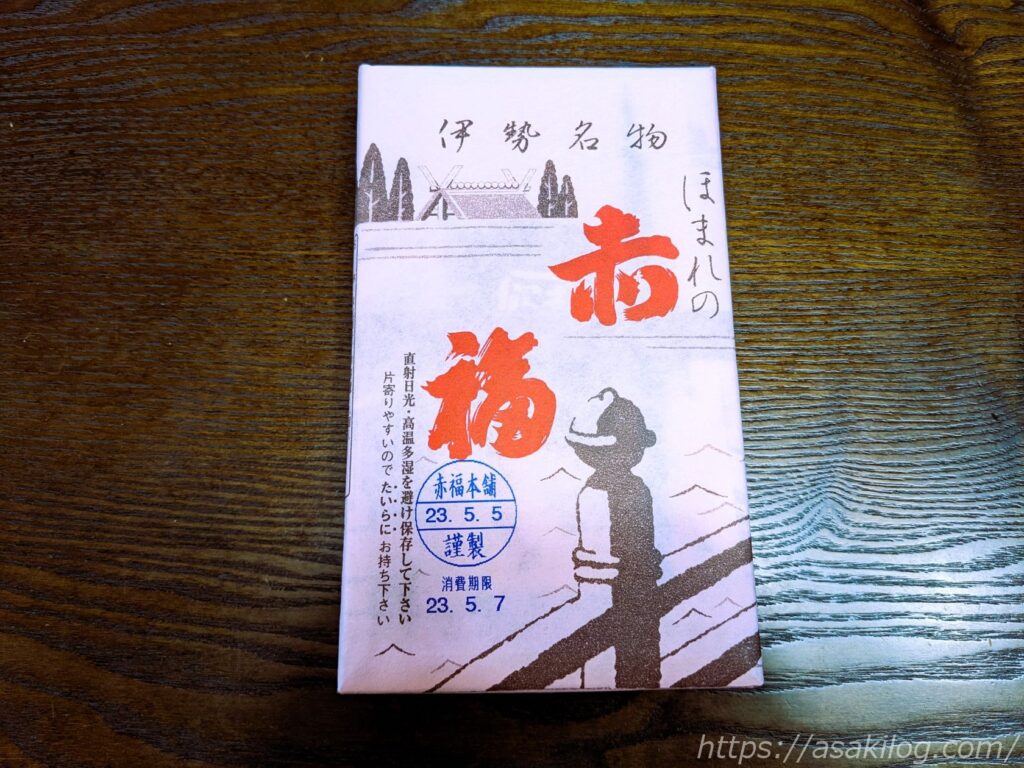 伊勢名物
ほまれの
赤福
直射日光・高温多湿を避け保存して下さい
片寄りやすいのでたいらにお持ち下さい
赤福本舗
23. 5. 5
謹製
消費期限
23. 5. 7
https://asakilog.com/